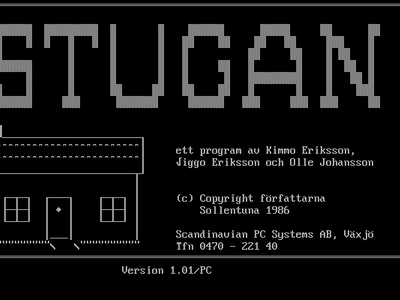 STUGAN
ett program av Kimmo Eriksson,
Viggo Eriksson och Olle Johansson
(c) Copyright författarna
Sollentuna 1986
Scandinavian PC Systems AB, Växjö
Tfn 0470 - 221 40
Version 1.01/PC